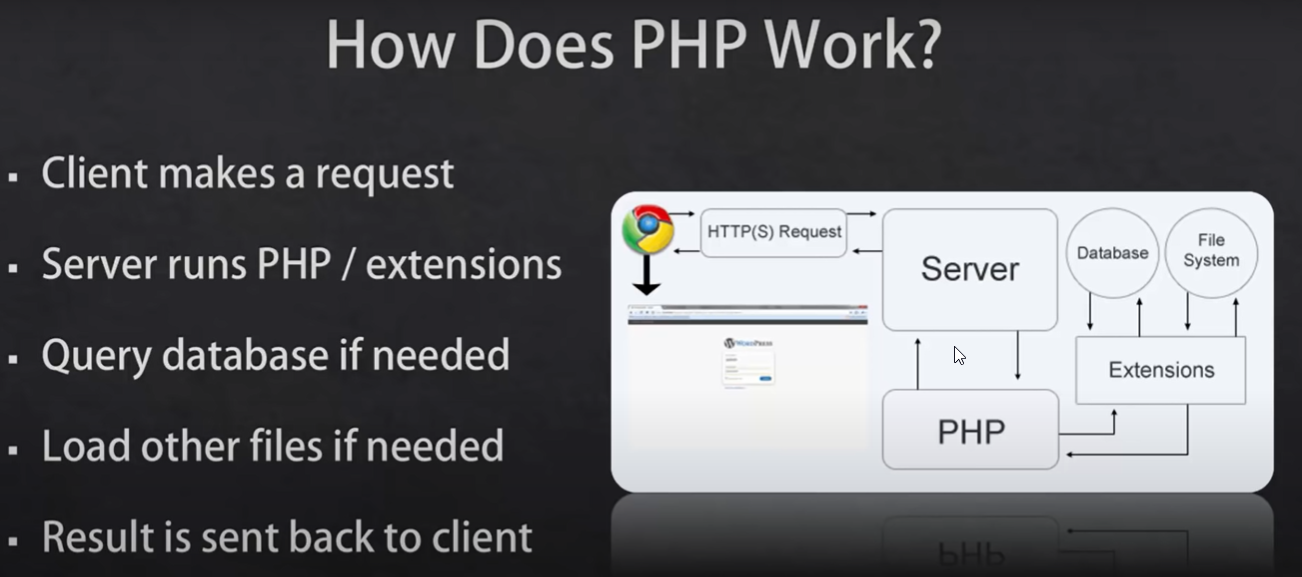 How Does PHP Work?
▪ Client makes a request
▪ Server runs PHP / extensions
▪ Query database if needed
▪ Load other files if needed
▪ Result is sent back to client
HTTP(S) Request
Server
Database
File
System
WORDPRESS
Extensions
PHP
PHP